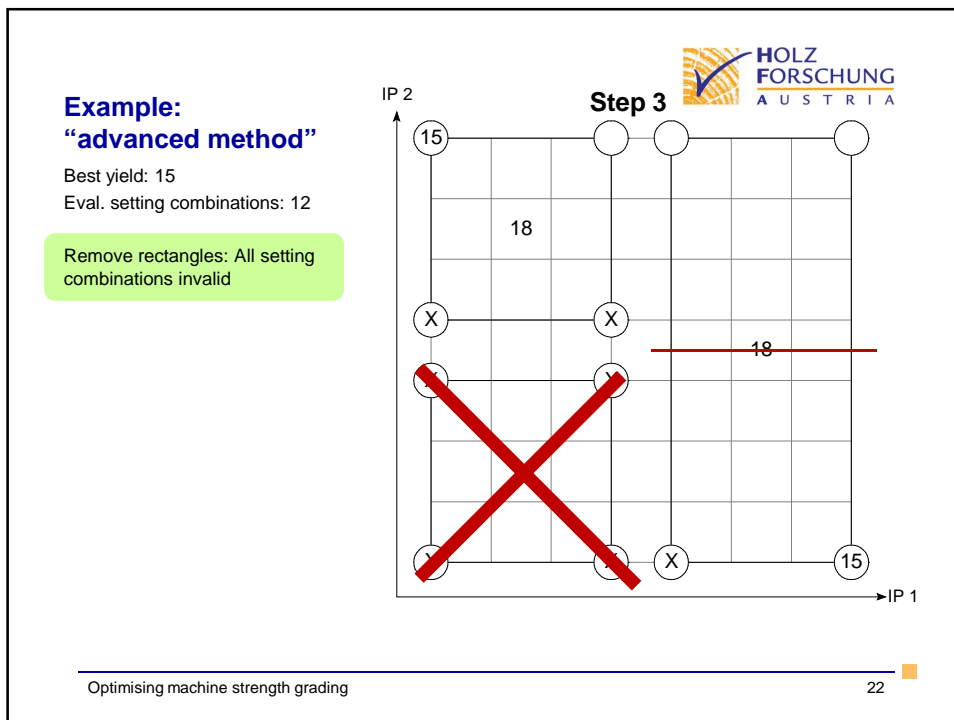 Example:
“advanced method”
Best yield: 15
Eval. setting combinations: 12
Remove rectangles: All setting
combinations invalid
Step 3
HOLZ
FORSCHUNG
AUSTRIA
IP 2
15
18
X X
18
X X
X X X 15
IP 1
Optimising machine strength grading 22